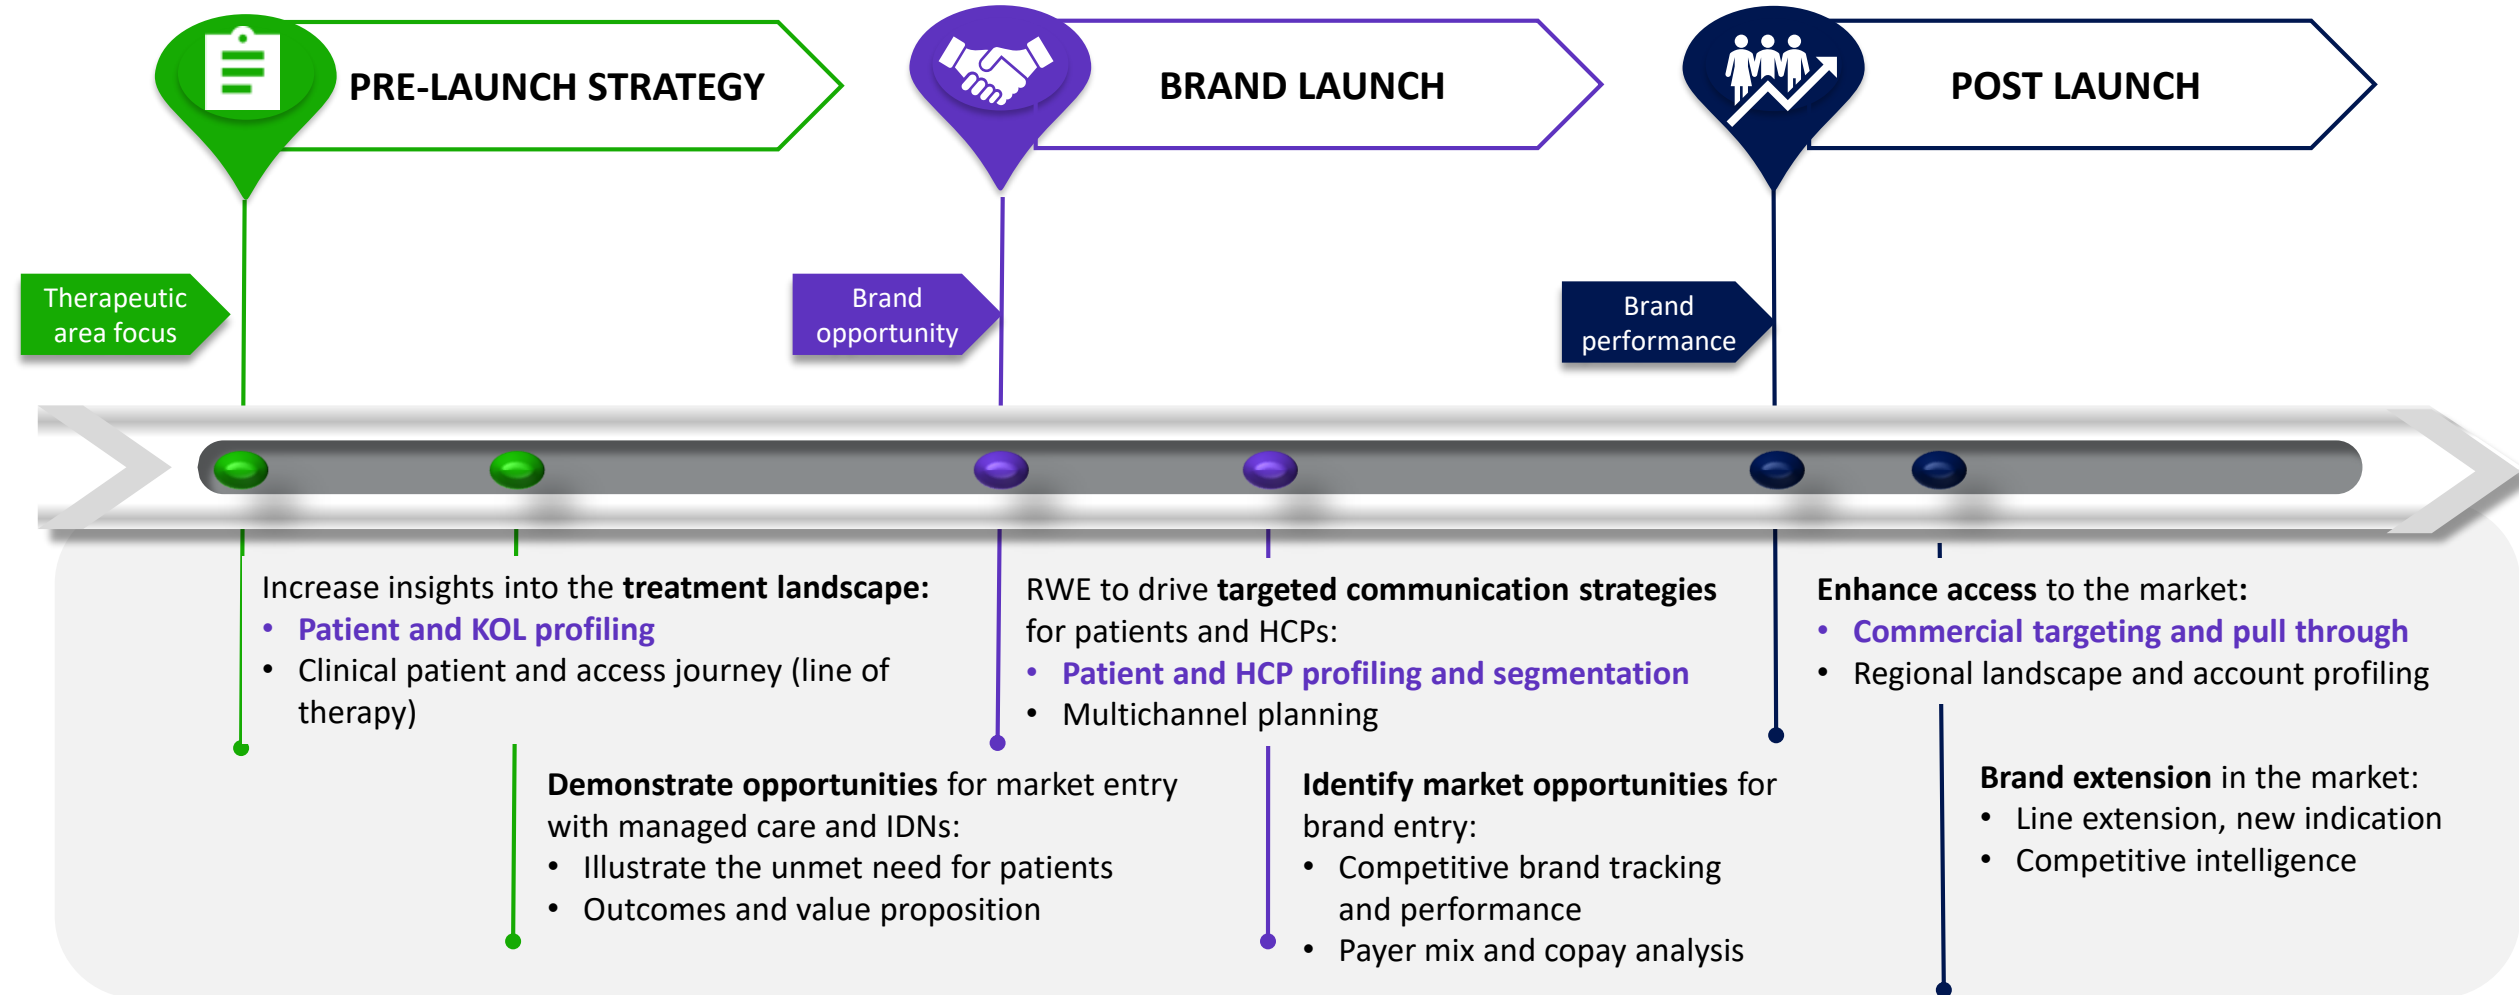 PRE-LAUNCH STRATEGY
BRAND LAUNCH
POST LAUNCH
Therapeutic
area focus
Brand
opportunity
Brand
performance
Increase insights into the treatment landscape:
• Patient and KOL profiling
• Clinical patient and access journey (line of
therapy)
Demonstrate opportunities for market entry
with managed care and IDNs:
• Illustrate the unmet need for patients
• Outcomes and value proposition
RWE to drive targeted communication strategies
for patients and HCPs:
• Patient and HCP profiling and segmentation
• Multichannel planning
Identify market opportunities for
brand entry:
• Competitive brand tracking
and performance
• Payer mix and copay analysis
Enhance access to the market:
• Commercial targeting and pull through
• Regional landscape and account profiling
Brand extension in the market:
• Line extension, new indication
• Competitive intelligence